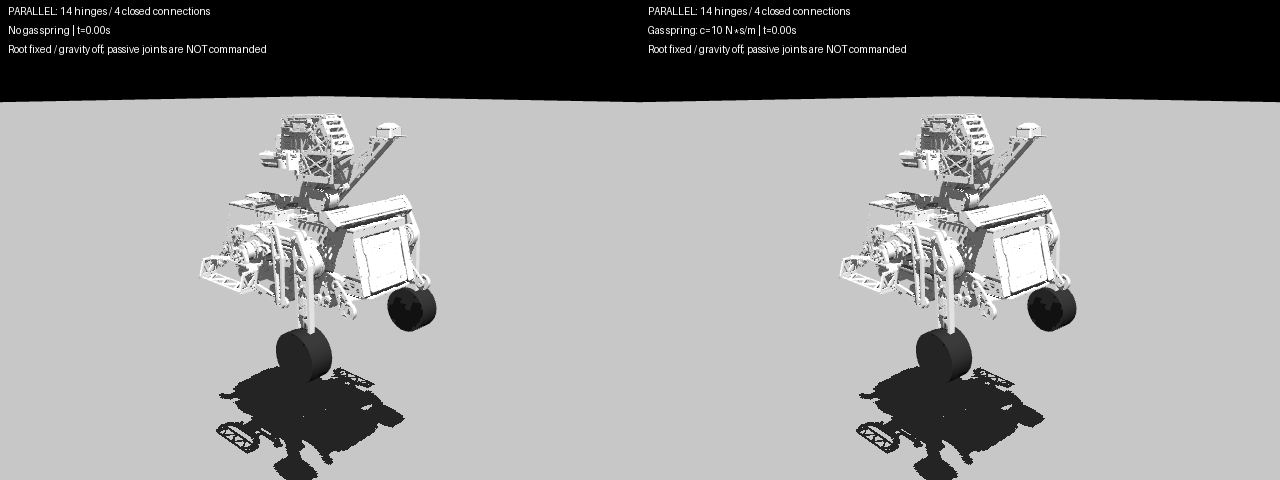 PARALLEL: 14 hinges / 4 closed connections
No gas spring | t=0.00s
Root fixed / gravity off; passive joints are NOT commanded
PARALLEL: 14 hinges / 4 closed connections
Gas spring: c=10 N*s/m | t=0.00s
Root fixed / gravity off; passive joints are NOT commanded